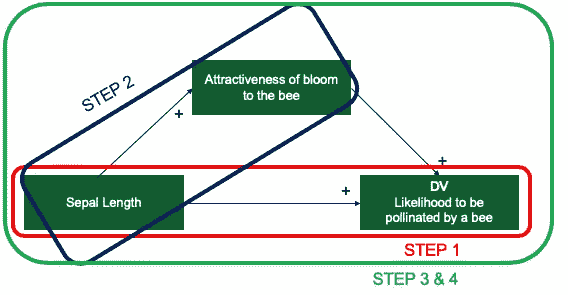 STEP 2
Attractiveness of bloom
to the bee
+
+
Sepal Length
+
DV
Likelihood to be
pollinated by a bee
STEP 1
STEP 3 & 4